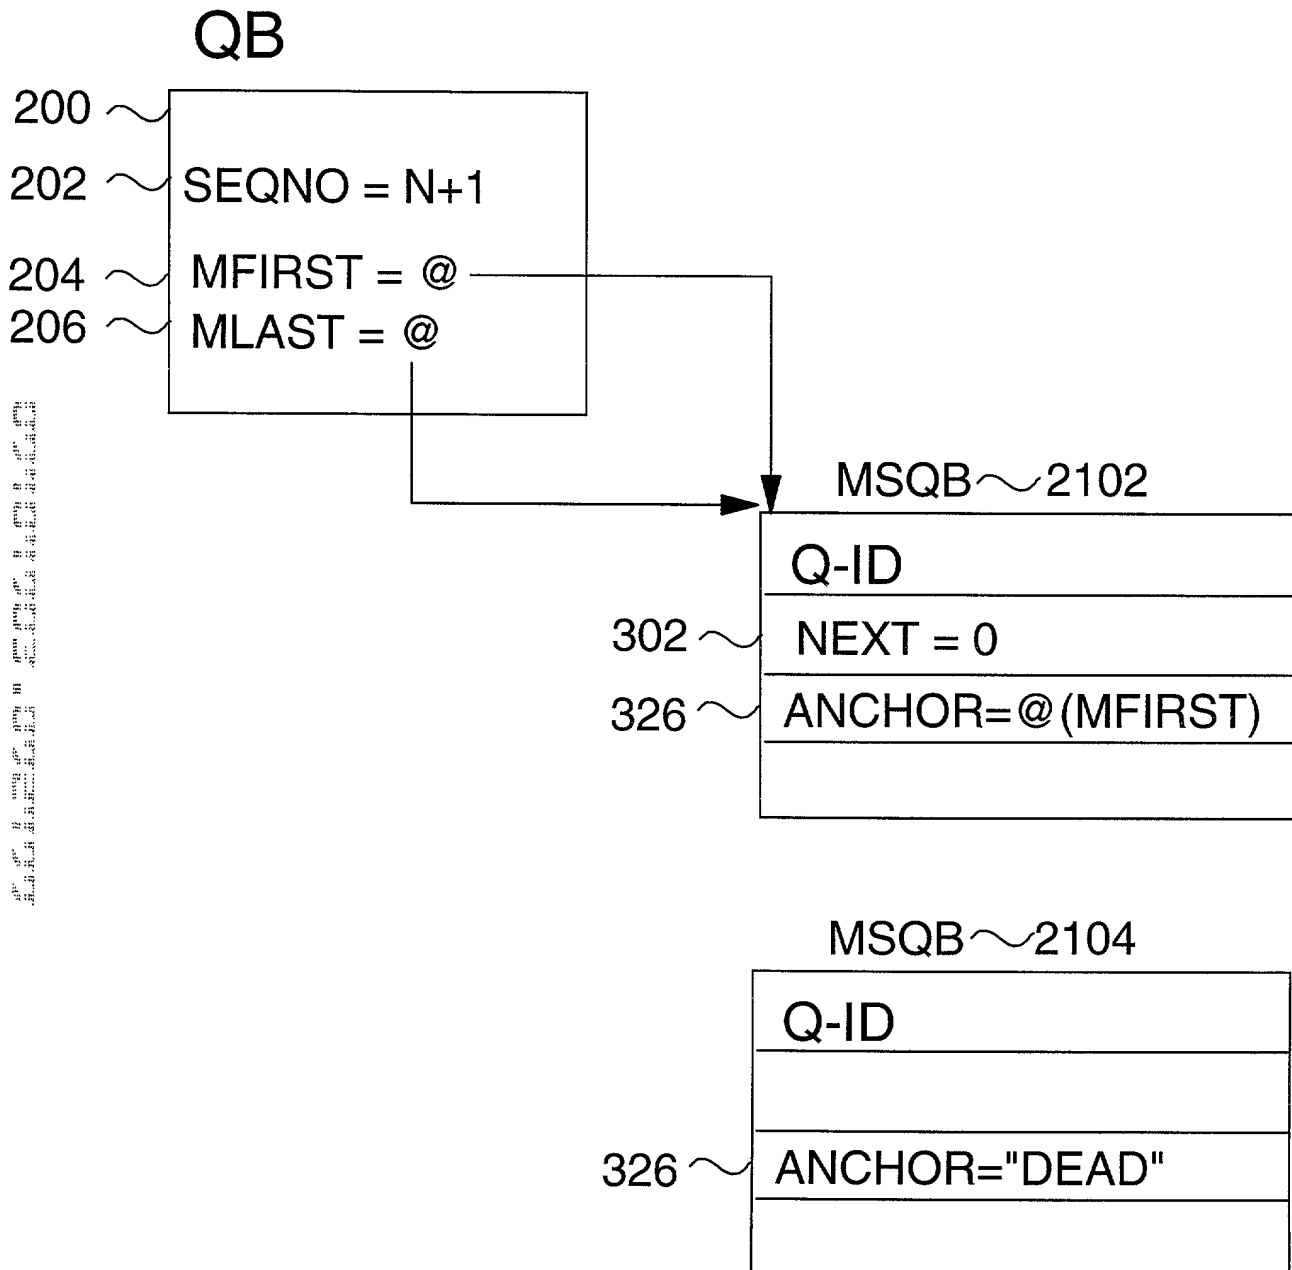 QB
200
202 SEQNO = N+1
204 MFIRST = @
206 MLAST = @
MSQB 2102
Q-ID
302 NEXT = 0
326 ANCHOR=@(MFIRST)
MSQB 2104
Q-ID
326 ANCHOR="DEAD"